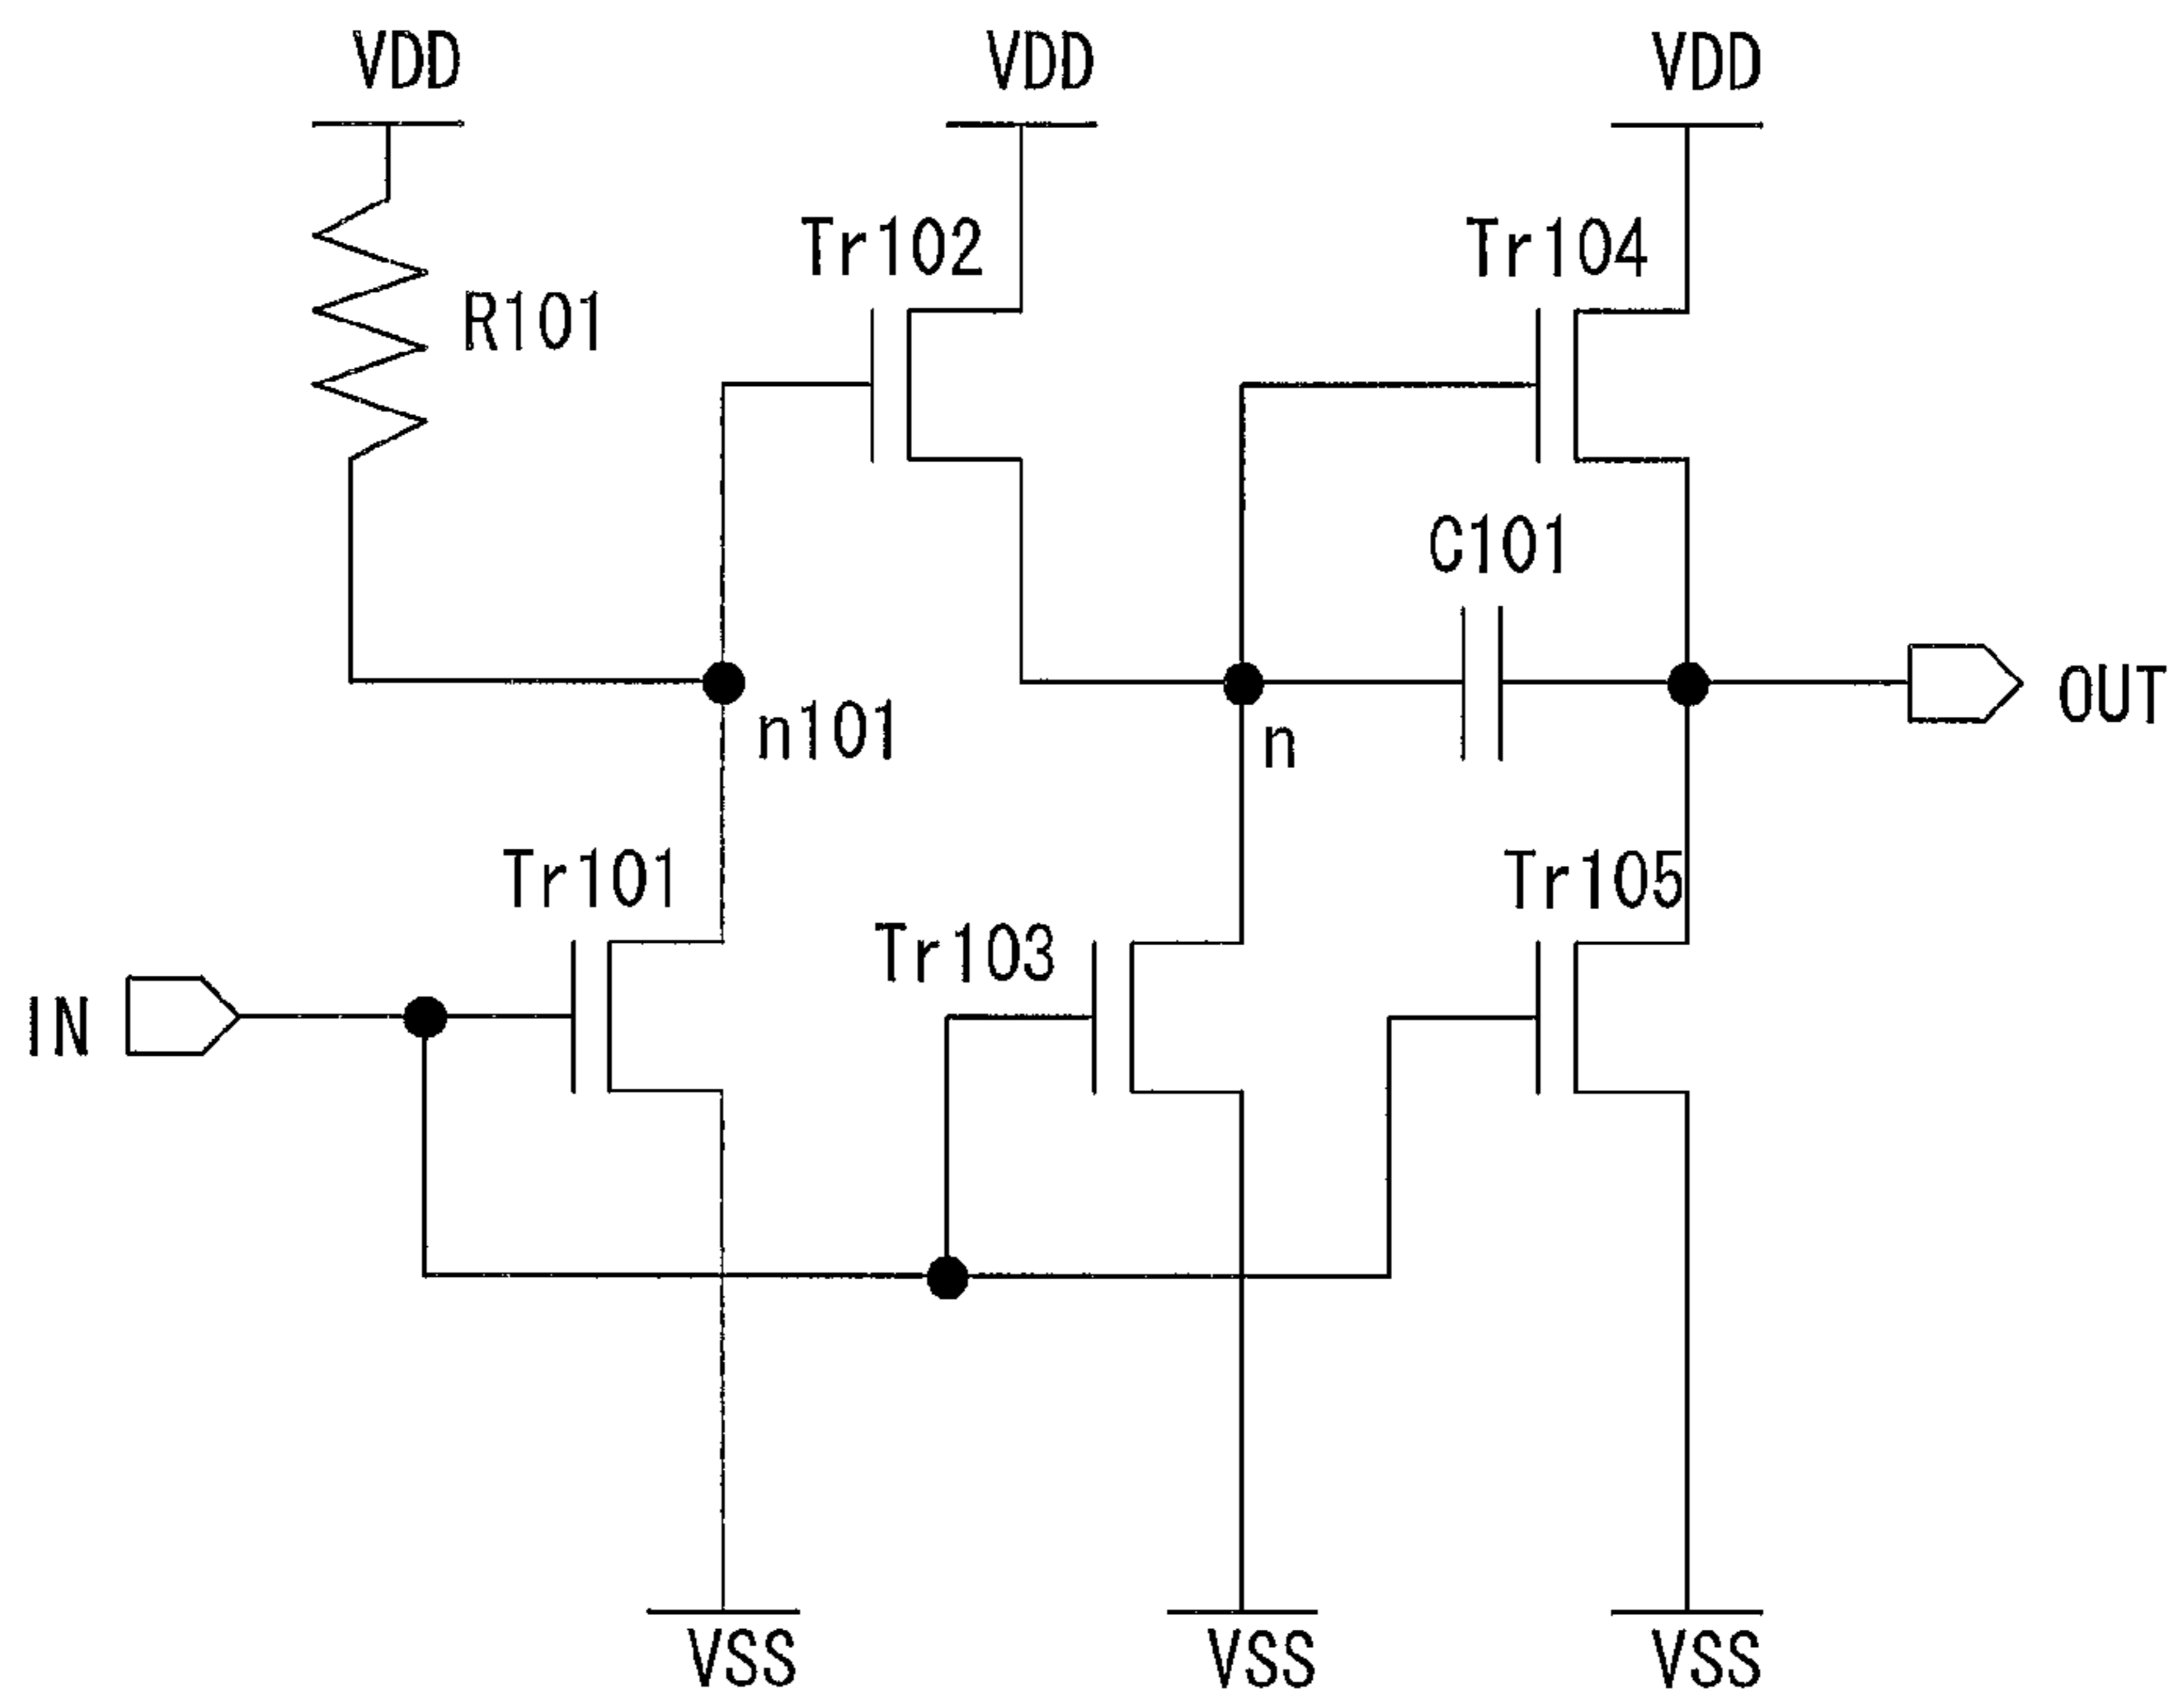 VDD VDD VDD
Tr102 Tr104
R101
C101
n101 n OUT
Tr101 Tr103 Tr105
IN
VSS VSS VSS